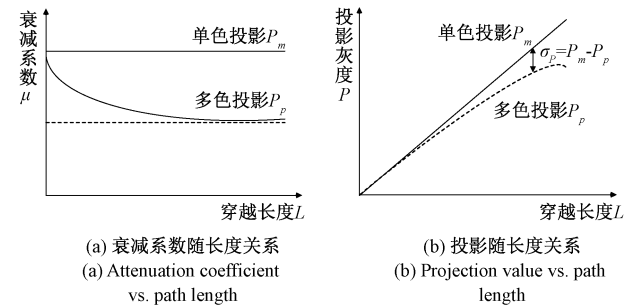 衰减系数μ
单色投影Pm
多色投影Pp
穿越长度L
(a) 衰减系数随长度关系
(a) Attenuation coefficient
vs. path length
投影灰度P
单色投影Pm
σP=Pm-Pp
多色投影Pp
穿越长度L
(b) 投影随长度关系
(b) Projection value vs. path
length